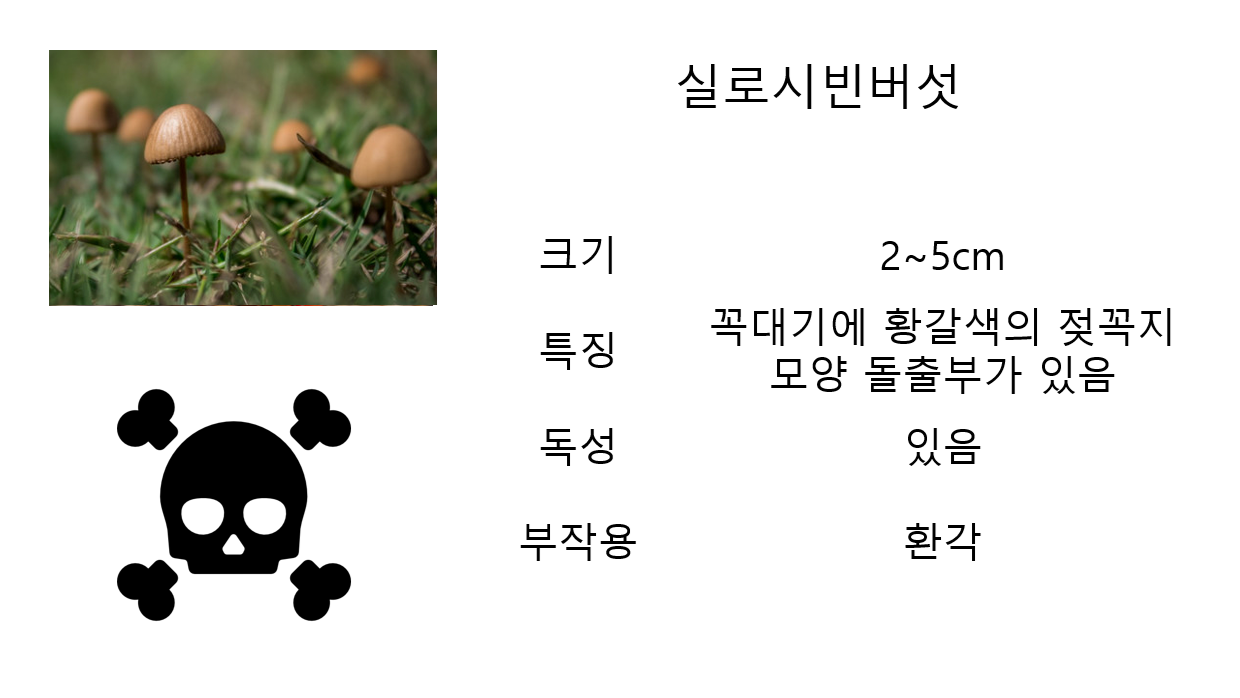 실로시빈버섯
크기 2~5cm
특징 꼭대기에 황갈색의 젖꼭지
모양 돌출부가 있음
독성 있음
부작용 환각